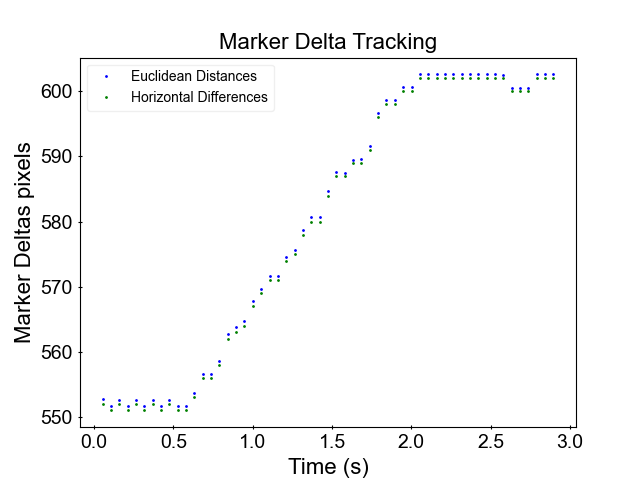 Marker Delta Tracking
Euclidean Distances
Horizontal Differences
600
590
580
570
560
550
Marker Deltas pixels
0.0 0.5 1.0 1.5 2.0 2.5 3.0
Time (s)